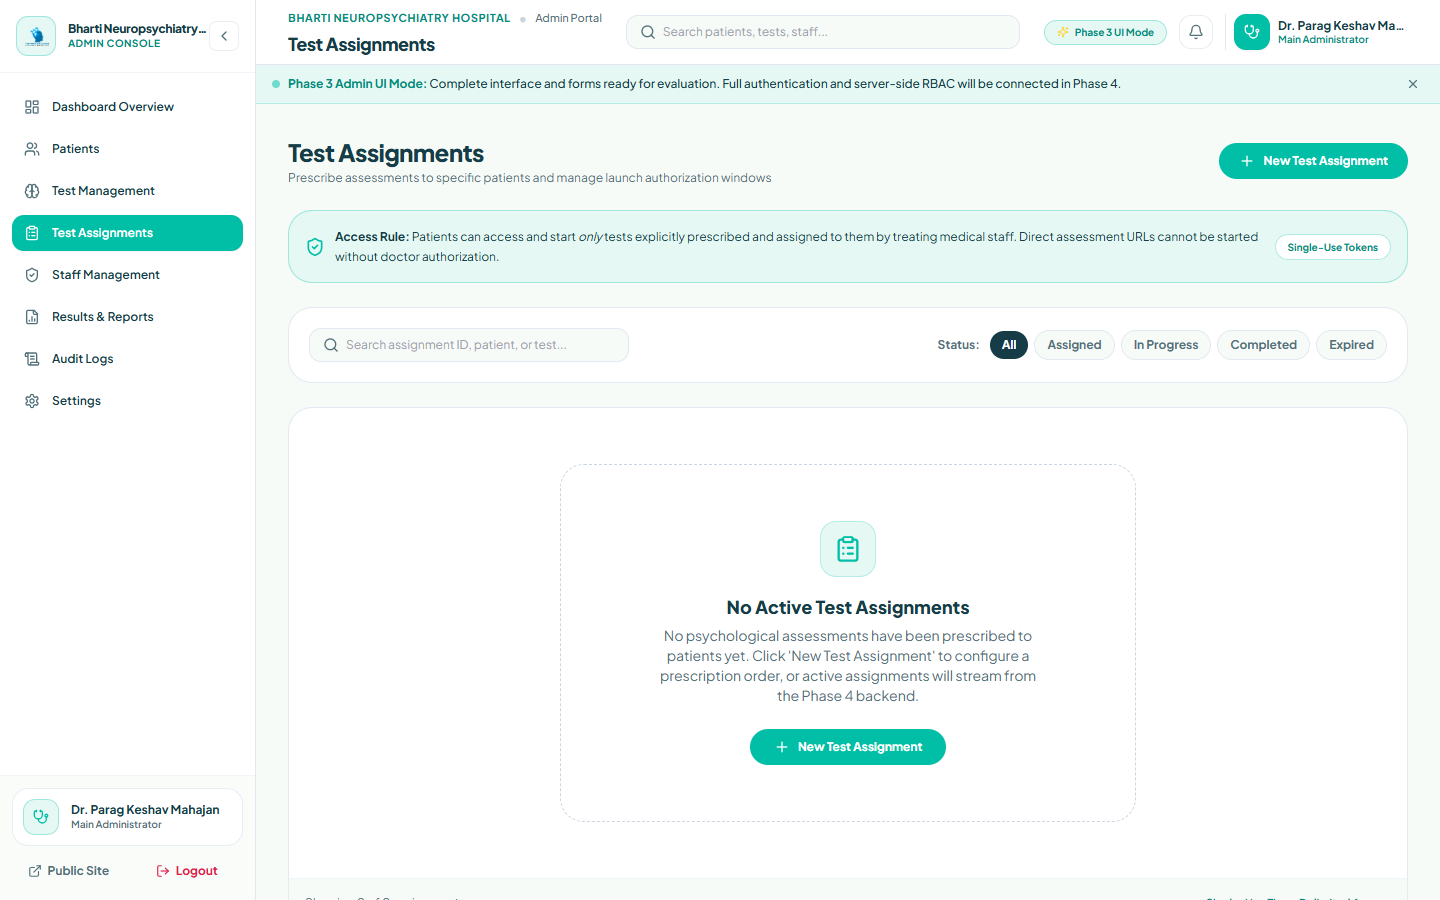 Bharti Neuropsychiatry...
ADMIN CONSOLE
Dashboard Overview
Patients
Test Management
Test Assignments
Staff Management
Results & Reports
Audit Logs
Settings
Dr. Parag Keshav Mahajan
Main Administrator
Public Site
Logout
BHARTI NEUROPSYCHIATRY HOSPITAL Admin Portal
Test Assignments
Search patients, tests, staff...
Phase 3 UI Mode
Dr. Parag Keshav Ma...
Main Administrator
Phase 3 Admin UI Mode: Complete interface and forms ready for evaluation. Full authentication and server-side RBAC will be connected in Phase 4.
Test Assignments
Prescribe assessments to specific patients and manage launch authorization windows
New Test Assignment
Access Rule: Patients can access and start only tests explicitly prescribed and assigned to them by treating medical staff. Direct assessment URLs cannot be started
without doctor authorization.
Single-Use Tokens
Search assignment ID, patient, or test...
Status: All Assigned In Progress Completed Expired
No Active Test Assignments
No psychological assessments have been prescribed to
patients yet. Click 'New Test Assignment' to configure a
prescription order, or active assignments will stream from
the Phase 4 backend.
New Test Assignment